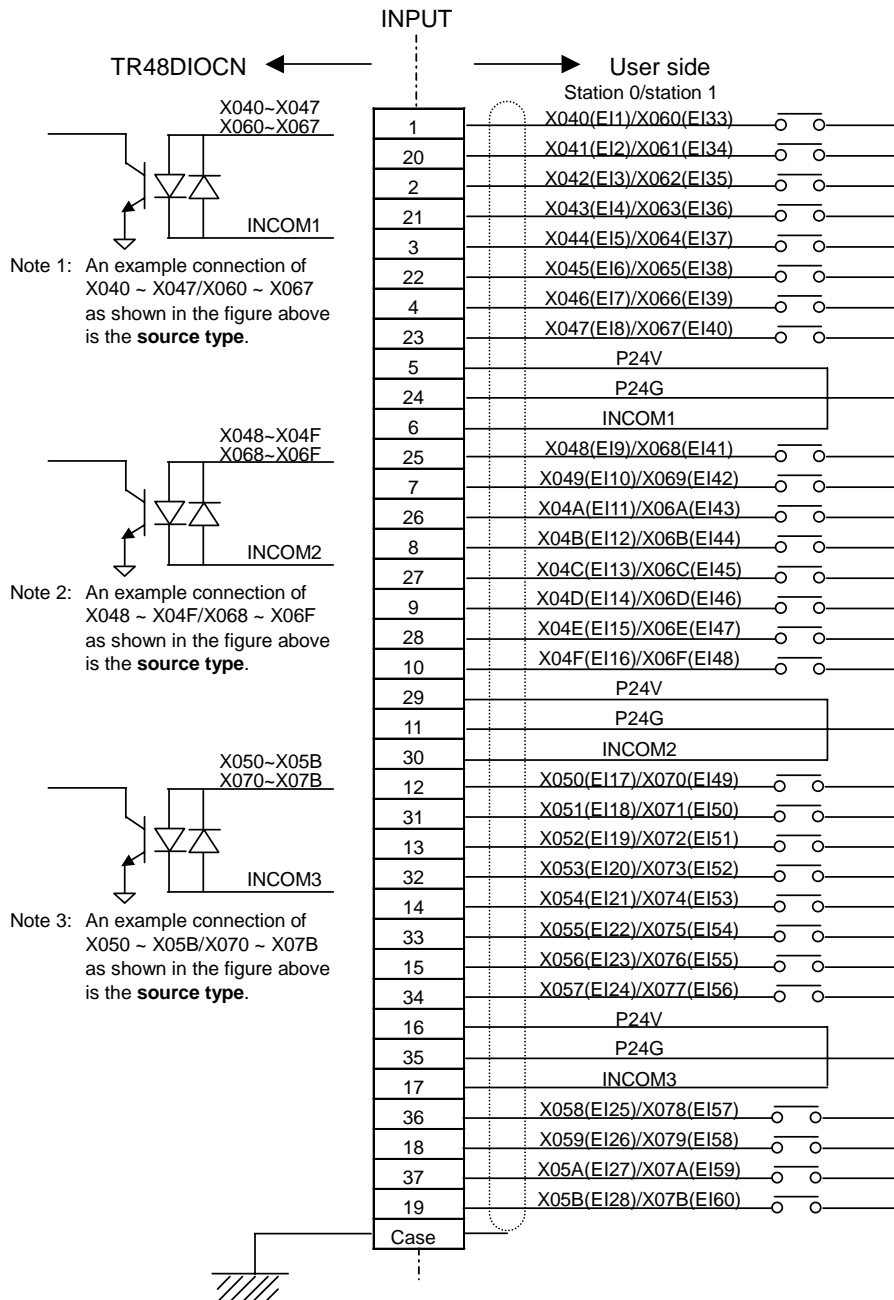 INPUT
TR48DIOCN
User side
Station 0/station 1
X040~X047
X060~X067
INCOM1
Note 1: An example connection of
X040 ~ X047/X060 ~ X067
as shown in the figure above
is the source type.
X048~X04F
X068~X06F
INCOM2
Note 2: An example connection of
X048 ~ X04F/X068 ~ X06F
as shown in the figure above
is the source type.
X050~X05B
X070~X07B
INCOM3
Note 3: An example connection of
X050 ~ X05B/X070 ~ X07B
as shown in the figure above
is the source type.
1 X040(EI1)/X060(EI33)
20 X041(EI2)/X061(EI34)
2 X042(EI3)/X062(EI35)
21 X043(EI4)/X063(EI36)
3 X044(EI5)/X064(EI37)
22 X045(EI6)/X065(EI38)
4 X046(EI7)/X066(EI39)
23 X047(EI8)/X067(EI40)
5 P24V
24 P24G
6 INCOM1
25 X048(EI9)/X068(EI41)
7 X049(EI10)/X069(EI42)
26 X04A(EI11)/X06A(EI43)
8 X04B(EI12)/X06B(EI44)
27 X04C(EI13)/X06C(EI45)
9 X04D(EI14)/X06D(EI46)
28 X04E(EI15)/X06E(EI47)
10 X04F(EI16)/X06F(EI48)
29 P24V
11 P24G
30 INCOM2
12 X050(EI17)/X070(EI49)
31 X051(EI18)/X071(EI50)
13 X052(EI19)/X072(EI51)
32 X053(EI20)/X073(EI52)
14 X054(EI21)/X074(EI53)
33 X055(EI22)/X075(EI54)
15 X056(EI23)/X076(EI55)
34 X057(EI24)/X077(EI56)
16 P24V
35 P24G
17 INCOM3
36 X058(EI25)/X078(EI57)
18 X059(EI26)/X079(EI58)
37 X05A(EI27)/X07A(EI59)
19 X05B(EI28)/X07B(EI60)
Case